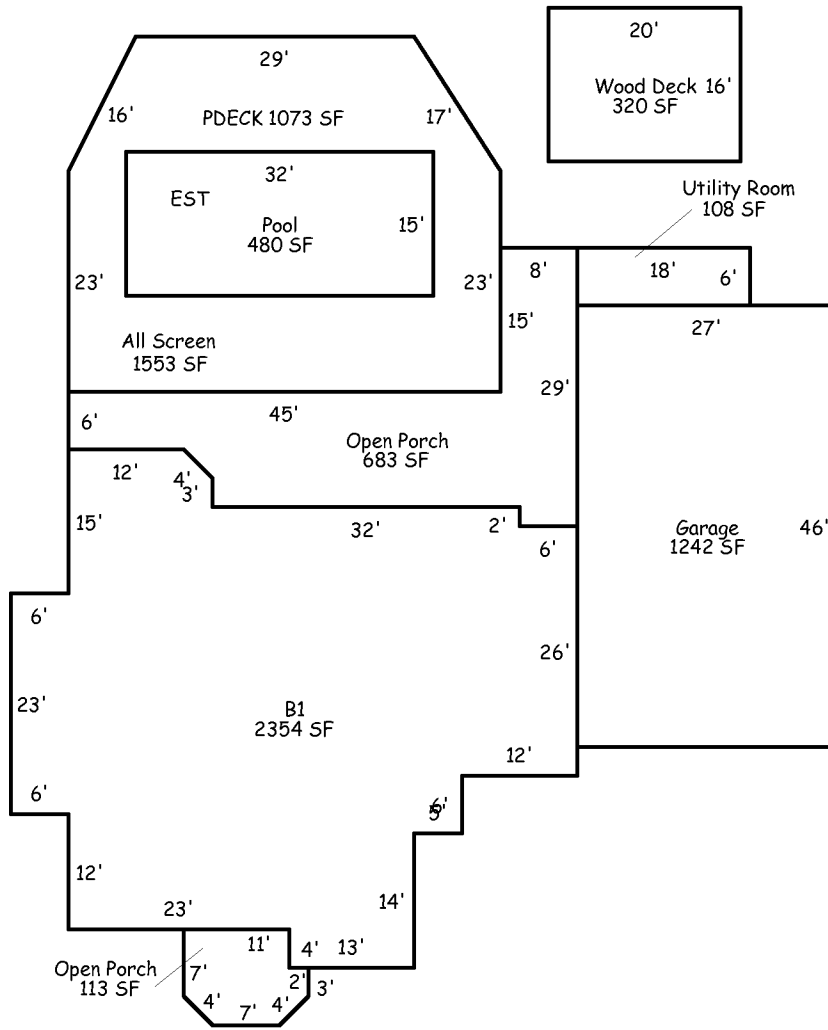 20'
29'
Wood Deck 16'
320 SF
16'
PDECK 1073 SF
17'
32'
EST
Pool
480 SF
15'
Utility Room
108 SF
8'
18'
6'
23'
23'
15'
27'
All Screen
1553 SF
29'
45'
6'
Open Porch
683 SF
12'
4'
3'
15'
32'
2'
6'
Garage
1242 SF
46'
6'
26'
23'
B1
2354 SF
12'
6'
6'
5'
12'
14'
23'
11'
4'
13'
Open Porch
113 SF
7'
2'
3'
4'
7'
4'